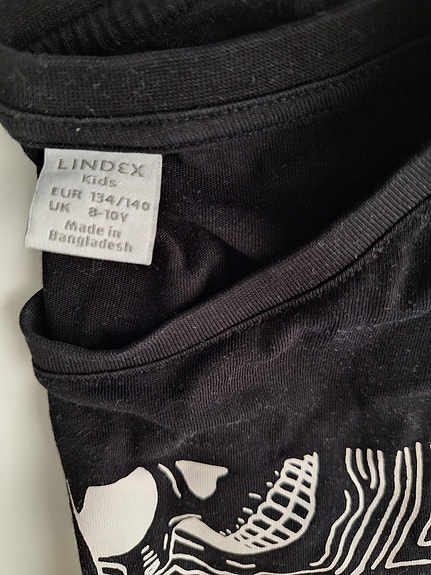 LINDEX
Kids
EUR 134/140
UK 8-10Y
Made in
Bangladesh